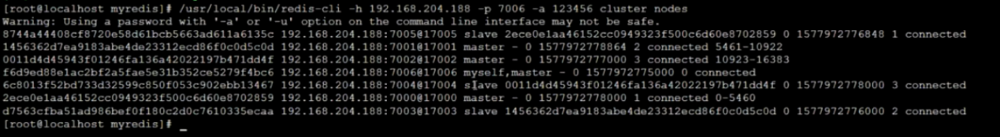 [root@localhost myredis]# /usr/local/bin/redis-cli -h 192.168.204.188 -p 7006 -a 123456 cluster nodes
Warning: Using a password with '-a' or '-u' option on the command line interface may not be safe.
8744a44408cf8720e58d61bcb5663ad611a6135c 192.168.204.188:7005@17005 slave 2ece0e1aa46152cc0949323f500c6d60e8702859 0 1577972776848 1 connected
1456362d7ea9183abe4de23312ecd86f0c0d5c0d 192.168.204.188:7001@17001 master - 0 1577972778864 2 connected 5461-10922
0011d4d45943f01246fa136a42022197b471dd4f 192.168.204.188:7002@17002 master - 0 1577972777000 3 connected 10923-16383
f6d9ed88e1ac2bf2a5fae5e31b352ce5279f4bc6 192.168.204.188:7006@17006 myself,master - 0 1577972775000 0 connected
6c8013f52bd733d32599c850f053c902ebb13467 192.168.204.188:7004@17004 slave 0011d4d45943f01246fa136a42022197b471dd4f 0 1577972778000 3 connected
2ece0e1aa46152cc0949323f500c6d60e8702859 192.168.204.188:7000@17000 master - 0 1577972778000 1 connected 0-5460
d7563cfba51ad986bef0f180c2d0c7610335ecaa 192.168.204.188:7003@17003 slave 1456362d7ea9183abe4de23312ecd86f0c0d5c0d 0 1577972776000 2 connected
[root@localhost myredis]# _